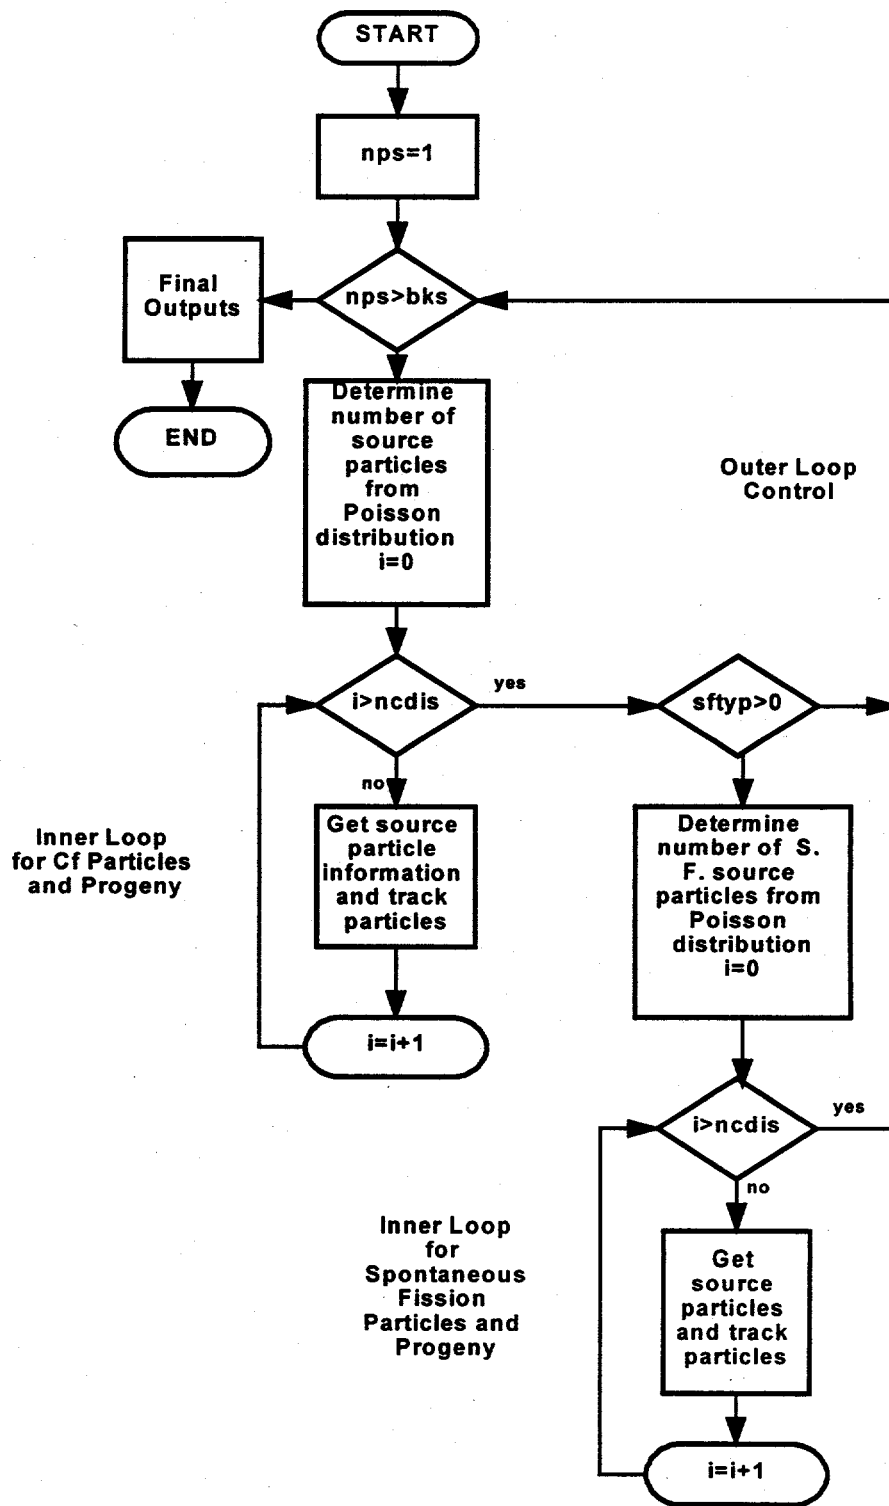 START
nps=1
nps>bks
Final
Outputs
END
Determine
number of
source
particles
from
Poisson
distribution
i=0
Outer Loop
Control
i>ncdis
yes
sftyp>0
no
Inner Loop
for Cf Particles
and Progeny
Get source
particle
information
and track
particles
i=i+1
Determine
number of S.
F. source
particles from
Poisson
distribution
i=0
i>ncdis
yes
no
Inner Loop
for
Spontaneous
Fission
Particles and
Progeny
Get
source
particles
and track
particles
i=i+1